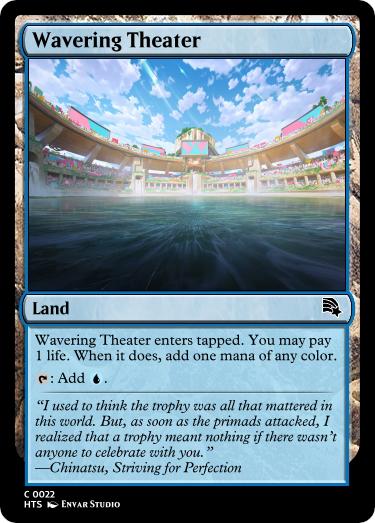 Wavering Theater
Land
Wavering Theater enters tapped. You may pay
1 life. When it does, add one mana of any color.
: Add .
“I used to think the trophy was all that mattered in
this world. But, as soon as the primads attacked, I
realized that a trophy meant nothing if there wasn't
anyone to celebrate with you.”
—Chinatsu, Striving for Perfection
C 0022
HTS Envar Studio